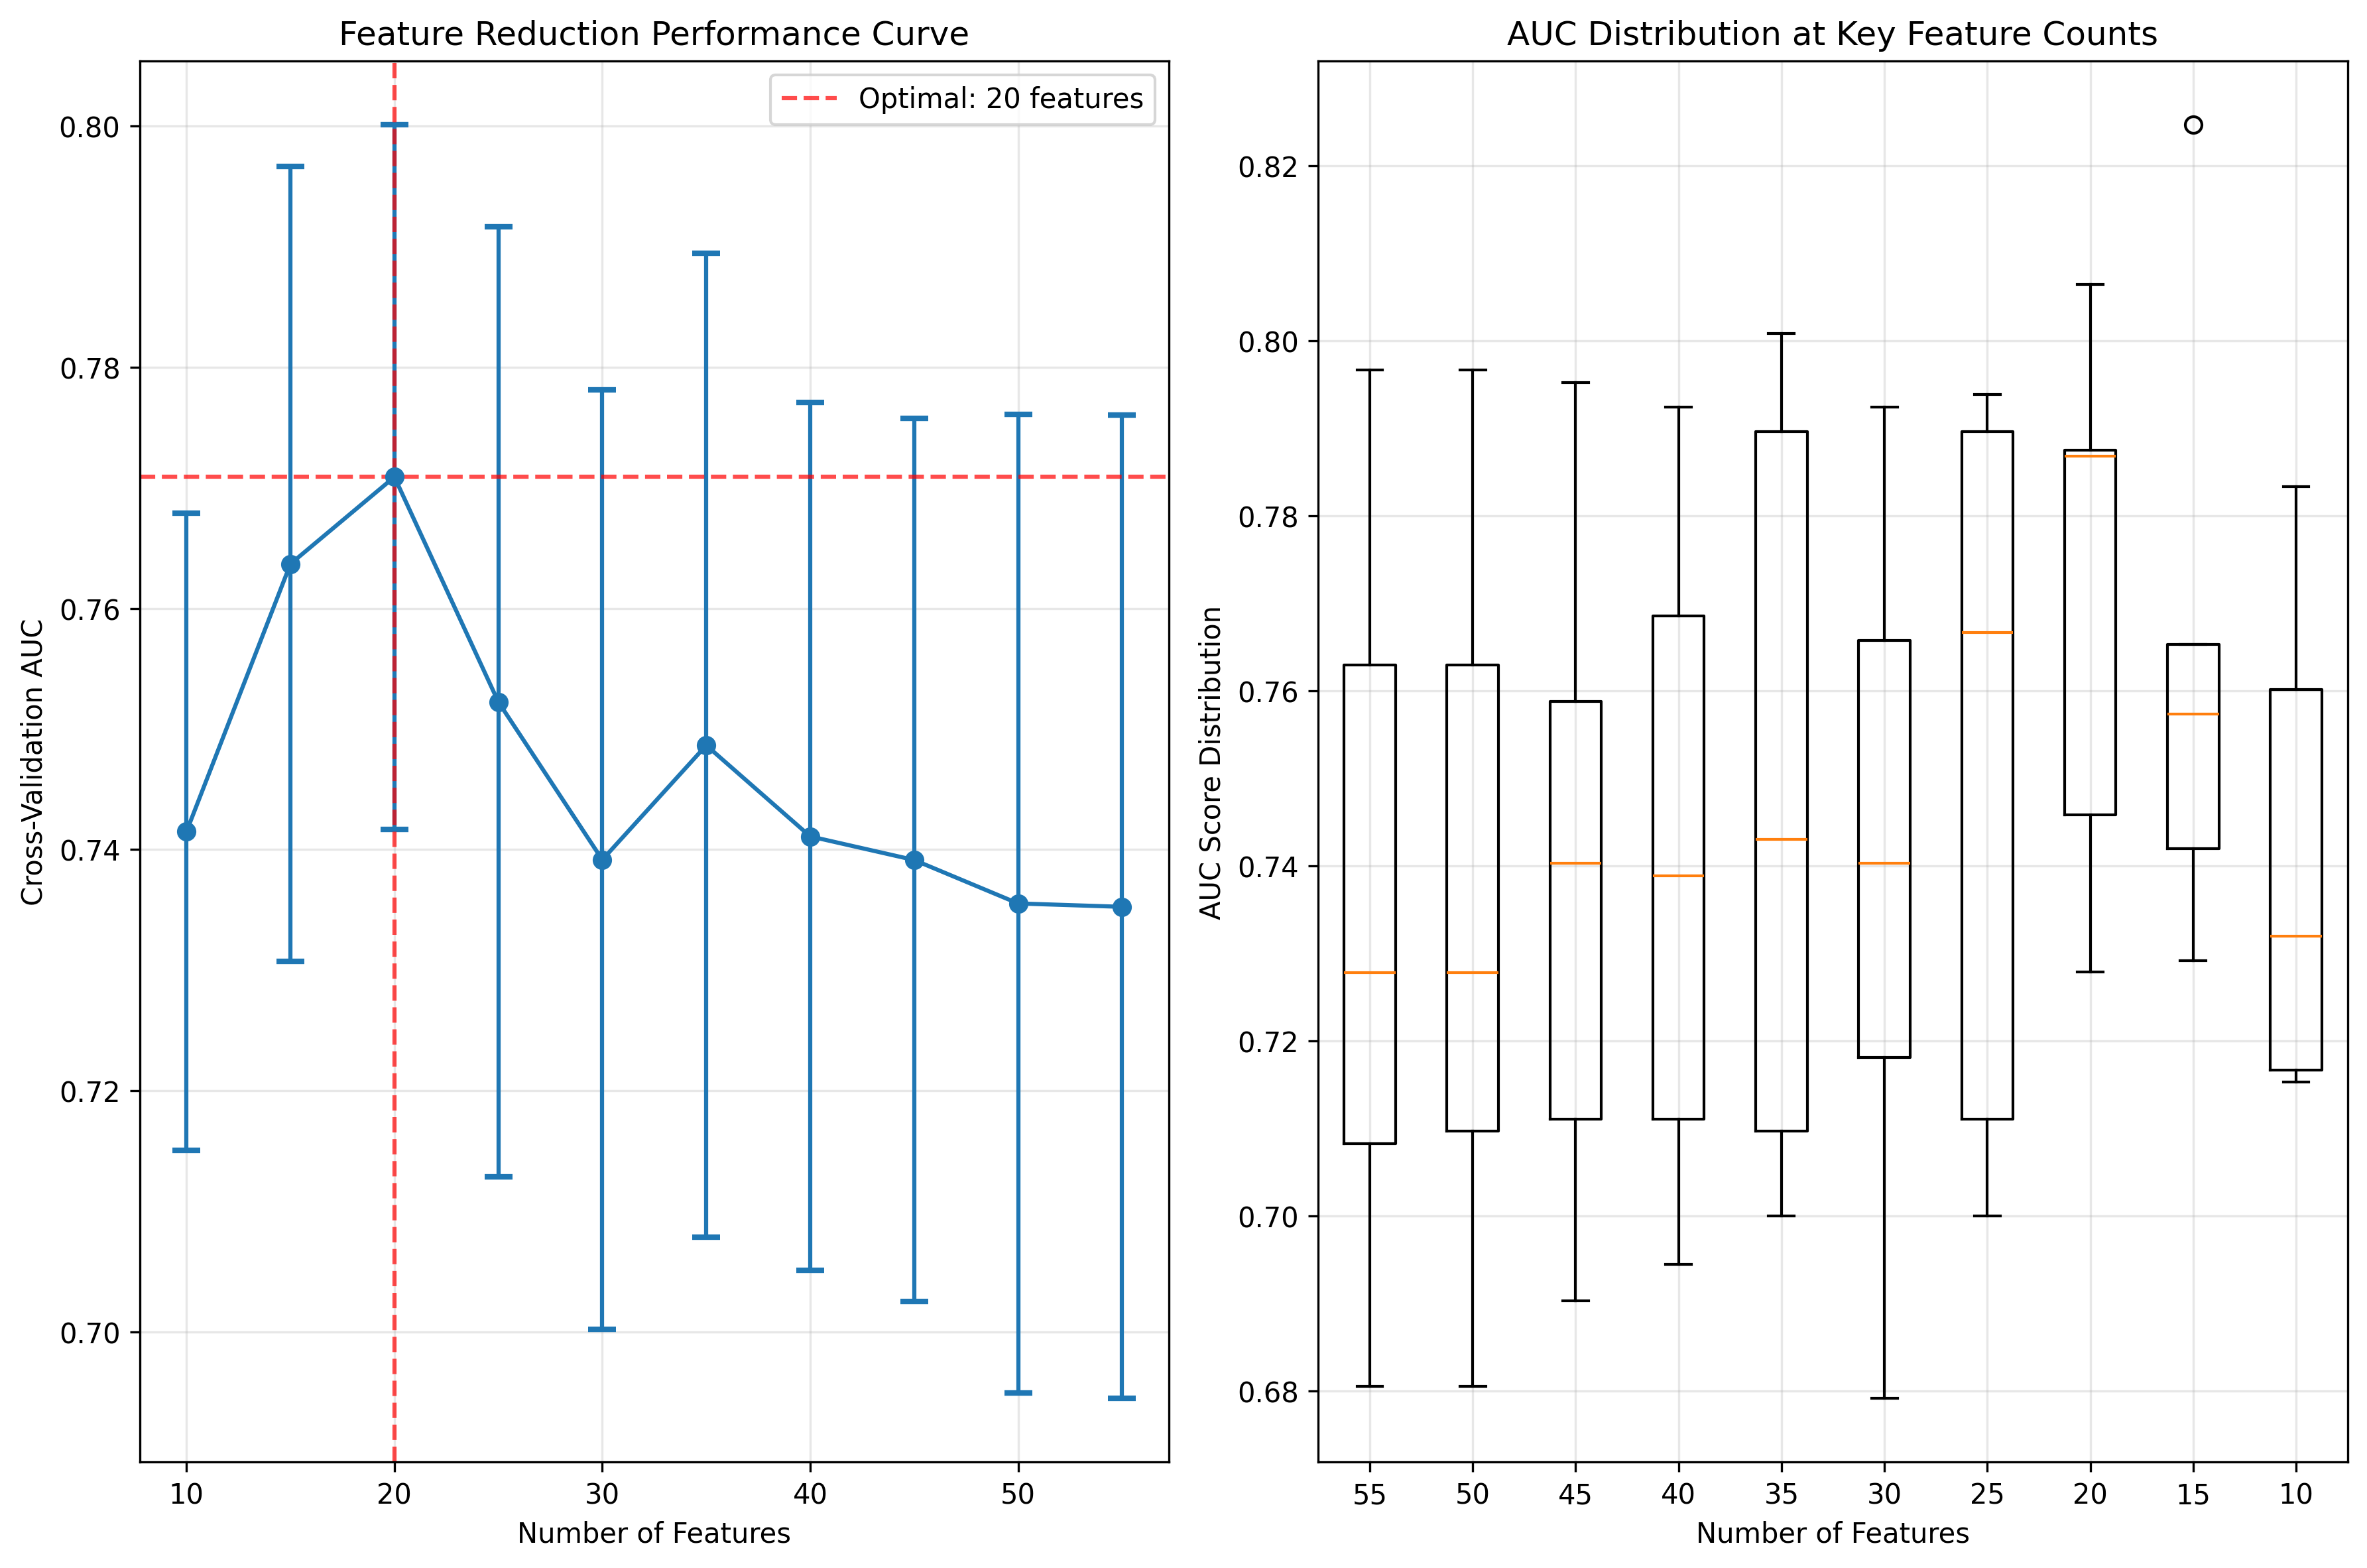 Feature Reduction Performance Curve
Optimal: 20 features
0.80
0.78
0.76
0.74
0.72
0.70
Cross-Validation AUC
10 20 30 40 50
Number of Features
AUC Distribution at Key Feature Counts
0.82
0.80
0.78
0.76
0.74
0.72
0.70
0.68
AUC Score Distribution
55 50 45 40 35 30 25 20 15 10
Number of Features